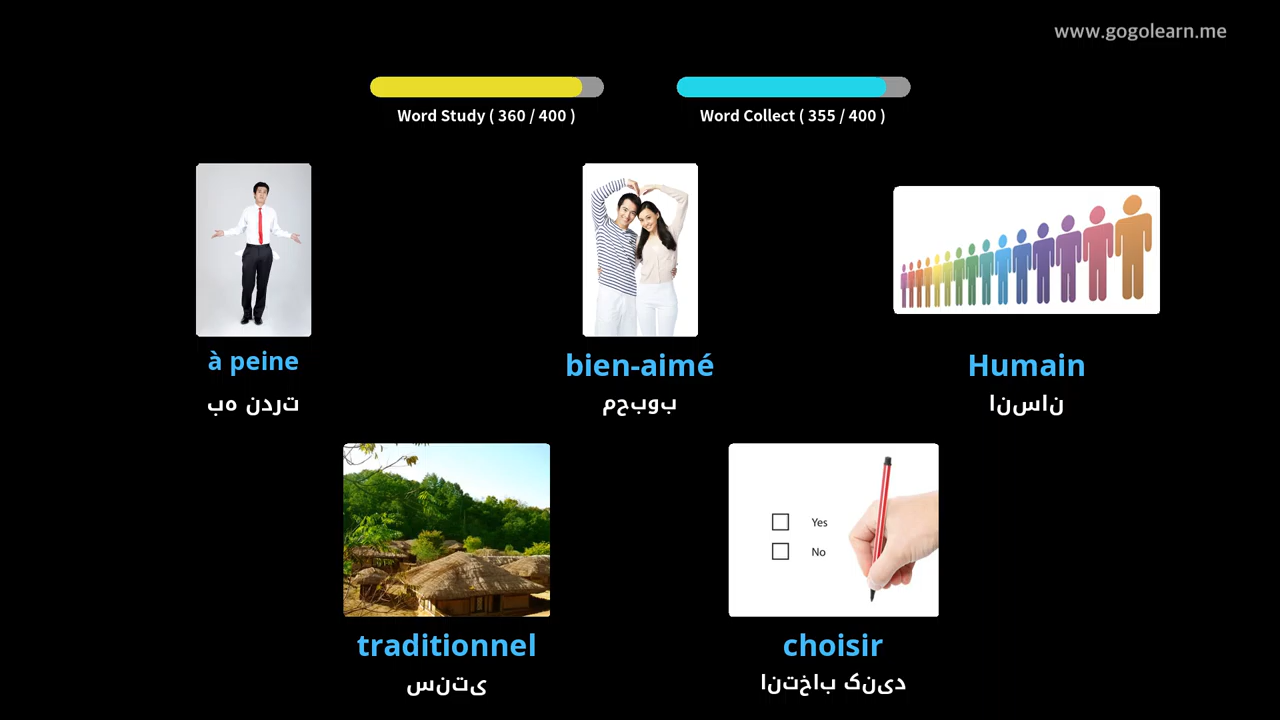 www.gogolearn.me
Word Study ( 360 / 400 )
Word Collect ( 355 / 400 )
à peine
به ندرت
bien-aimé
محبوب
Humain
انسان
traditionnel
سنتی
choisir
انتخاب کنید
Yes
No